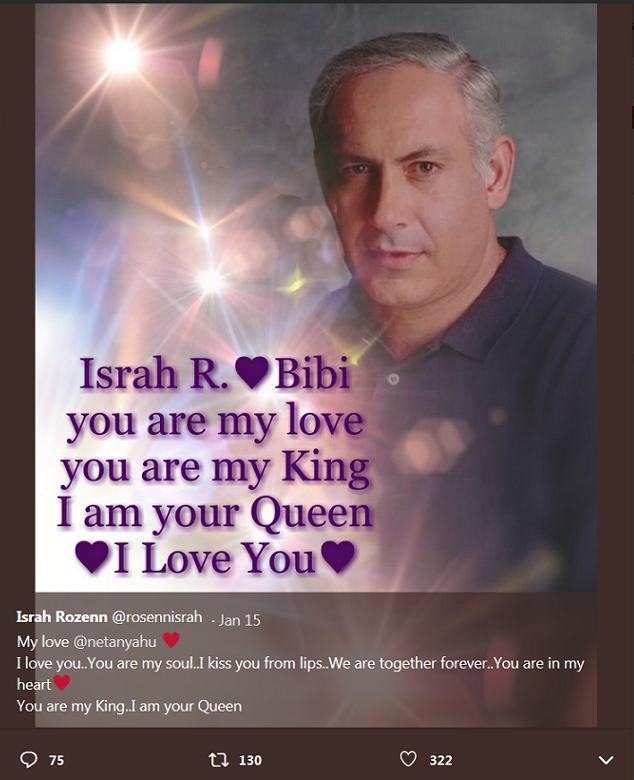 Israh R.♥Bibi
you are my love
you are my King
I am your Queen
♥I Love You♥
Israh Rozenn @rosennisrah · Jan 15
My love @netanyahu ♥
I love you..You are my soul..I kiss you from lips..We are together forever..You are in my
heart♥
You are my King..I am your Queen
75 130 322